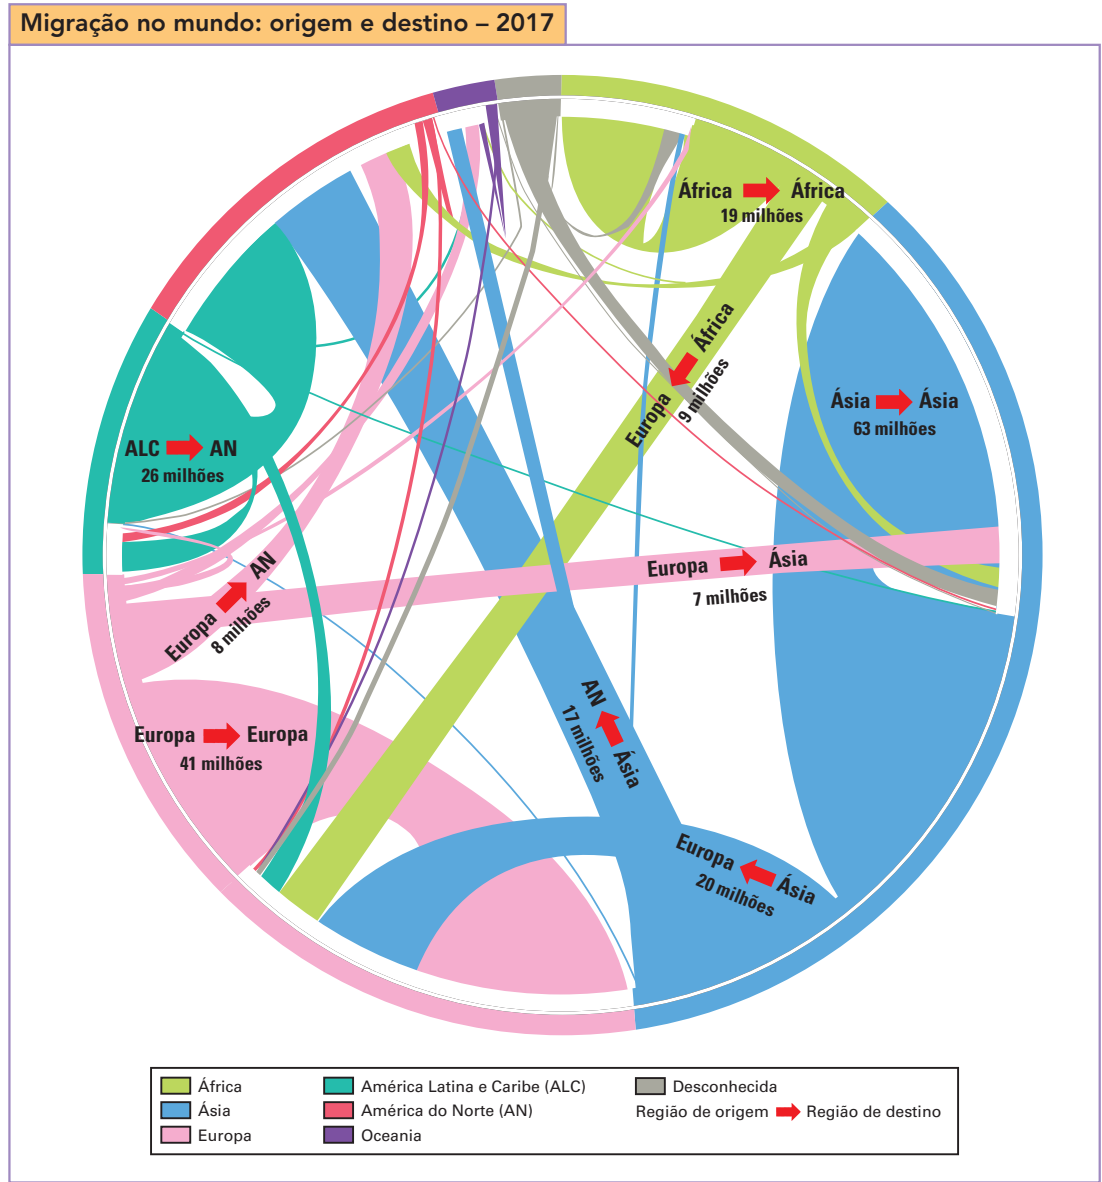 Migração no mundo: origem e destino – 2017
África África
19 milhões
África
Europa
9 milhões
Ásia Ásia
63 milhões
ALC AN
26 milhões
Europa Ásia
7 milhões
AN
Europa
8 milhões
Europa Europa
41 milhões
AN
Ásia
17 milhões
Europa Ásia
20 milhões
África
Ásia
Europa
América Latina e Caribe (ALC)
América do Norte (AN)
Oceania
Desconhecida
Região de origem Região de destino